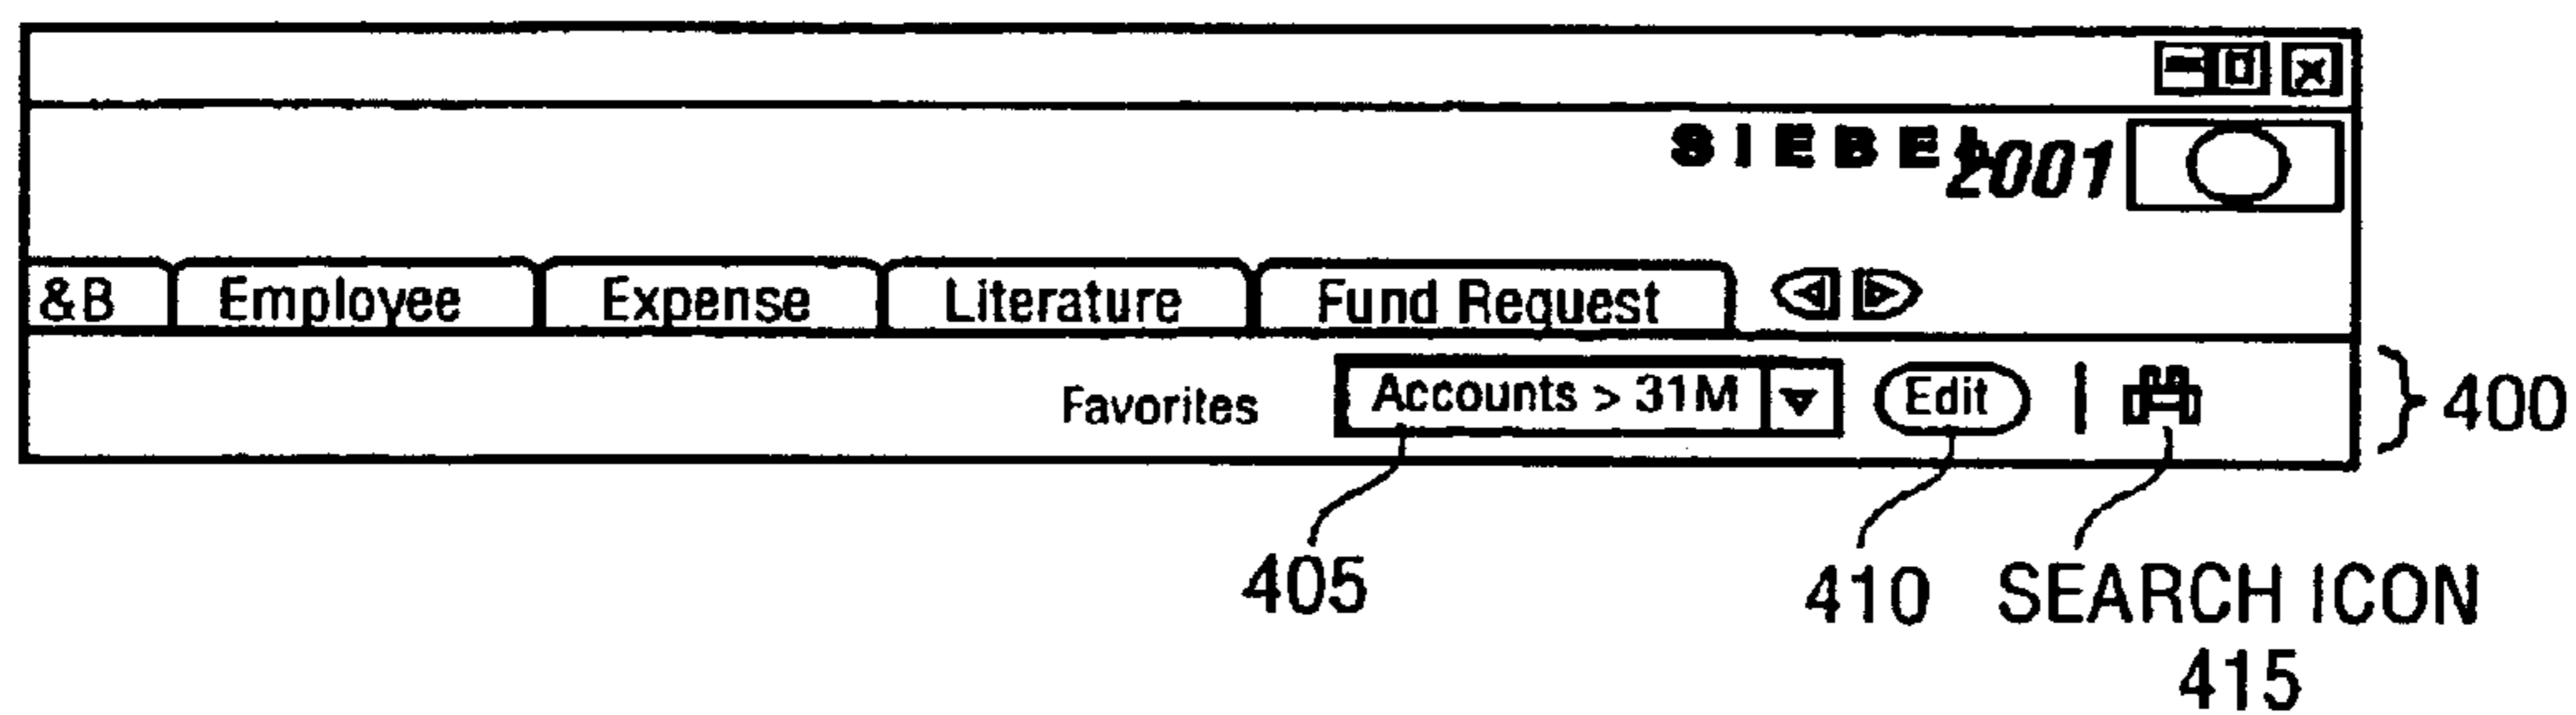 SIEBEL 2001
&B Employee Expense Literature Fund Request
Favorites Accounts > 31M Edit 400
405 410 SEARCH ICON
415